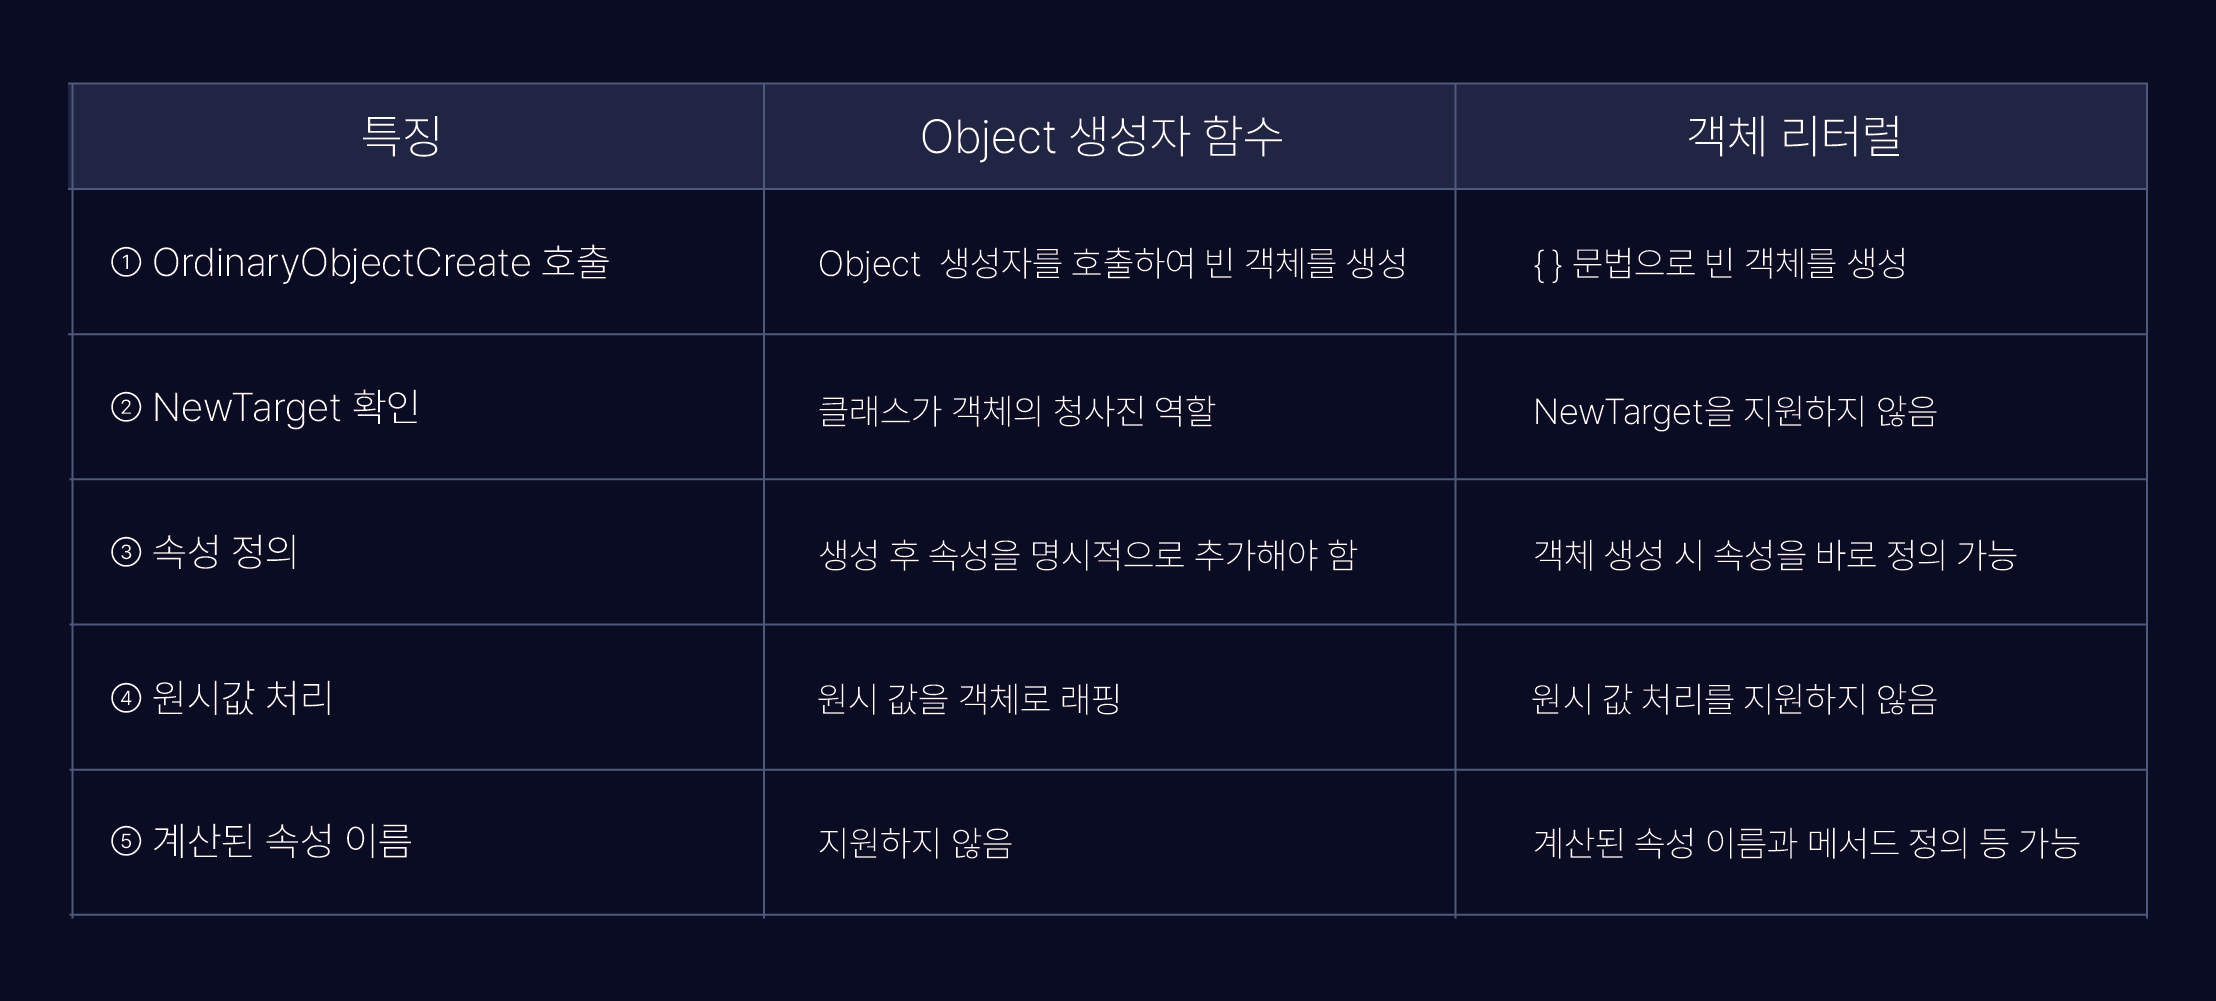 특징
Object 생성자 함수
객체 리터럴
① OrdinaryObjectCreate 호출
Object 생성자를 호출하여 빈 객체를 생성
{} 문법으로 빈 객체를 생성
② NewTarget 확인
클래스가 객체의 청사진 역할
NewTarget을 지원하지 않음
③ 속성 정의
생성 후 속성을 명시적으로 추가해야 함
객체 생성 시 속성을 바로 정의 가능
④ 원시값 처리
원시 값을 객체로 래핑
원시 값 처리를 지원하지 않음
⑤ 계산된 속성 이름
지원하지 않음
계산된 속성 이름과 메서드 정의 등 가능